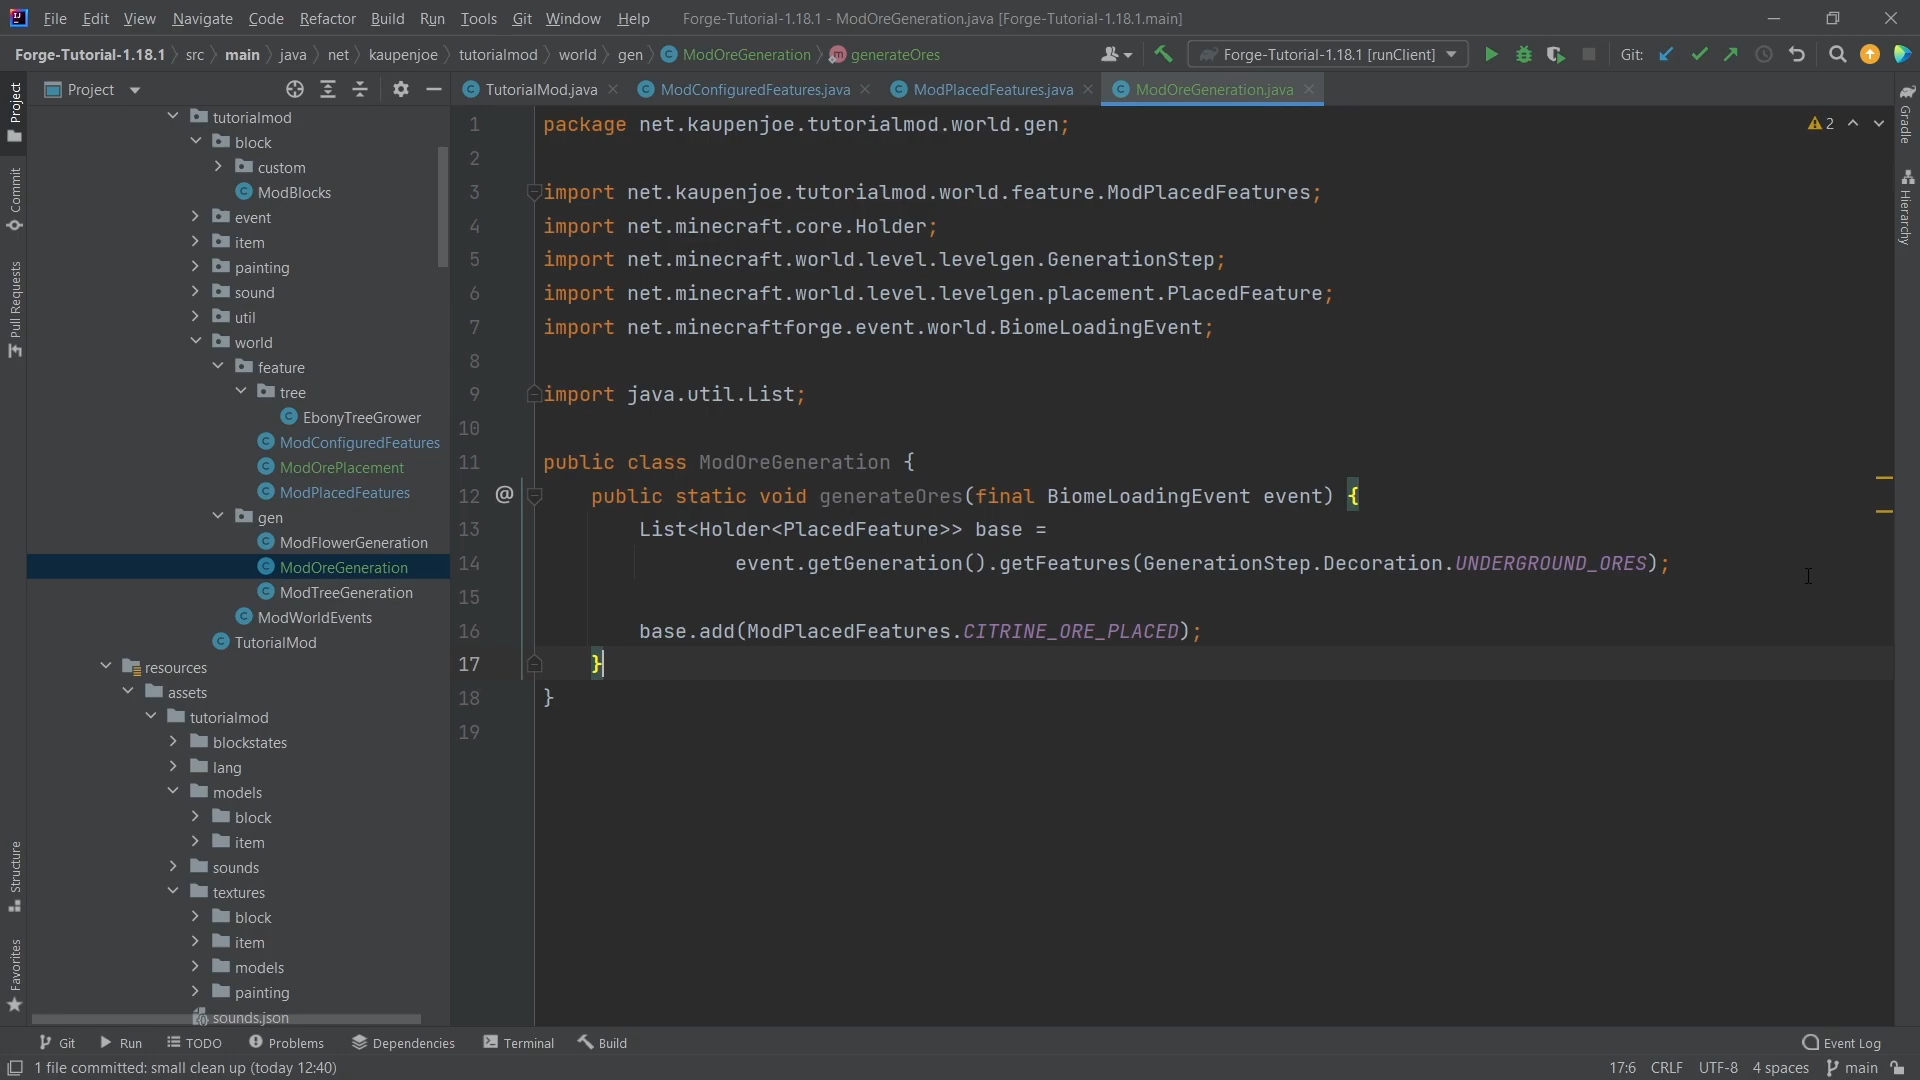 File Edit View Navigate Code Refactor Build Run Tools Git Window Help Forge-Tutorial-1.18.1 - ModOreGeneration.java [Forge-Tutorial-1.18.1.main]
Forge-Tutorial-1.18.1 src main java net kaupenjoe tutorialmod world gen ModOreGeneration generateOres Forge-Tutorial-1.18.1 [runClient] Git:
Project TutorialMod.java ModConfiguredFeatures.java ModPlacedFeatures.java ModOreGeneration.java
Project
Commit
Pull Requests
Structure
Favorites
tutorialmod
block
custom
ModBlocks
event
item
painting
sound
util
world
feature
tree
EbonyTreeGrower
ModConfiguredFeatures
ModOrePlacement
ModPlacedFeatures
gen
ModFlowerGeneration
ModOreGeneration
ModTreeGeneration
ModWorldEvents
TutorialMod
resources
assets
tutorialmod
blockstates
lang
models
block
item
sounds
textures
block
item
models
painting
sounds.json
1 package net.kaupenjoe.tutorialmod.world.gen;
2
3 import net.kaupenjoe.tutorialmod.world.feature.ModPlacedFeatures;
4 import net.minecraft.core.Holder;
5 import net.minecraft.world.level.levelgen.GenerationStep;
6 import net.minecraft.world.level.levelgen.placement.PlacedFeature;
7 import net.minecraftforge.event.world.BiomeLoadingEvent;
8
9 import java.util.List;
10
11 public class ModOreGeneration {
12 @ public static void generateOres(final BiomeLoadingEvent event) {
13 List<Holder<PlacedFeature>> base =
14 event.getGeneration().getFeatures(GenerationStep.Decoration.UNDERGROUND_ORES);
15
16 base.add(ModPlacedFeatures.CITRINE_ORE_PLACED);
17 }
18 }
19
2
Gradle
Hierarchy
Git Run TODO Problems Dependencies Terminal Build Event Log
1 file committed: small clean up (today 12:40) 17:6 CRLF UTF-8 4 spaces main